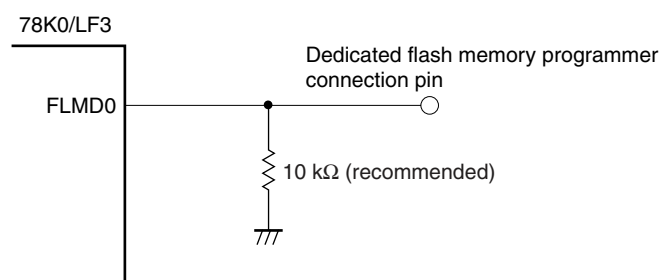 78K0/LF3
Dedicated flash memory programmer
connection pin
FLMD0
10 kΩ (recommended)